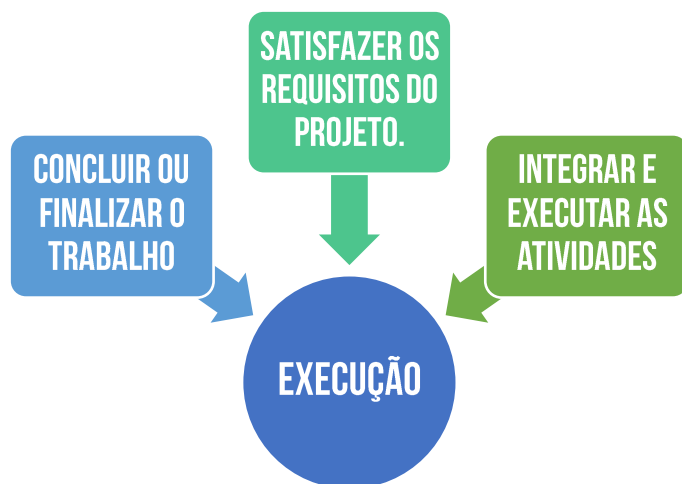 SATISFAZER OS
REQUISITOS DO
PROJETO.
CONCLUIR OU
FINALIZAR O
TRABALHO
INTEGRAR E
EXECUTAR AS
ATIVIDADES
EXECUÇÃO